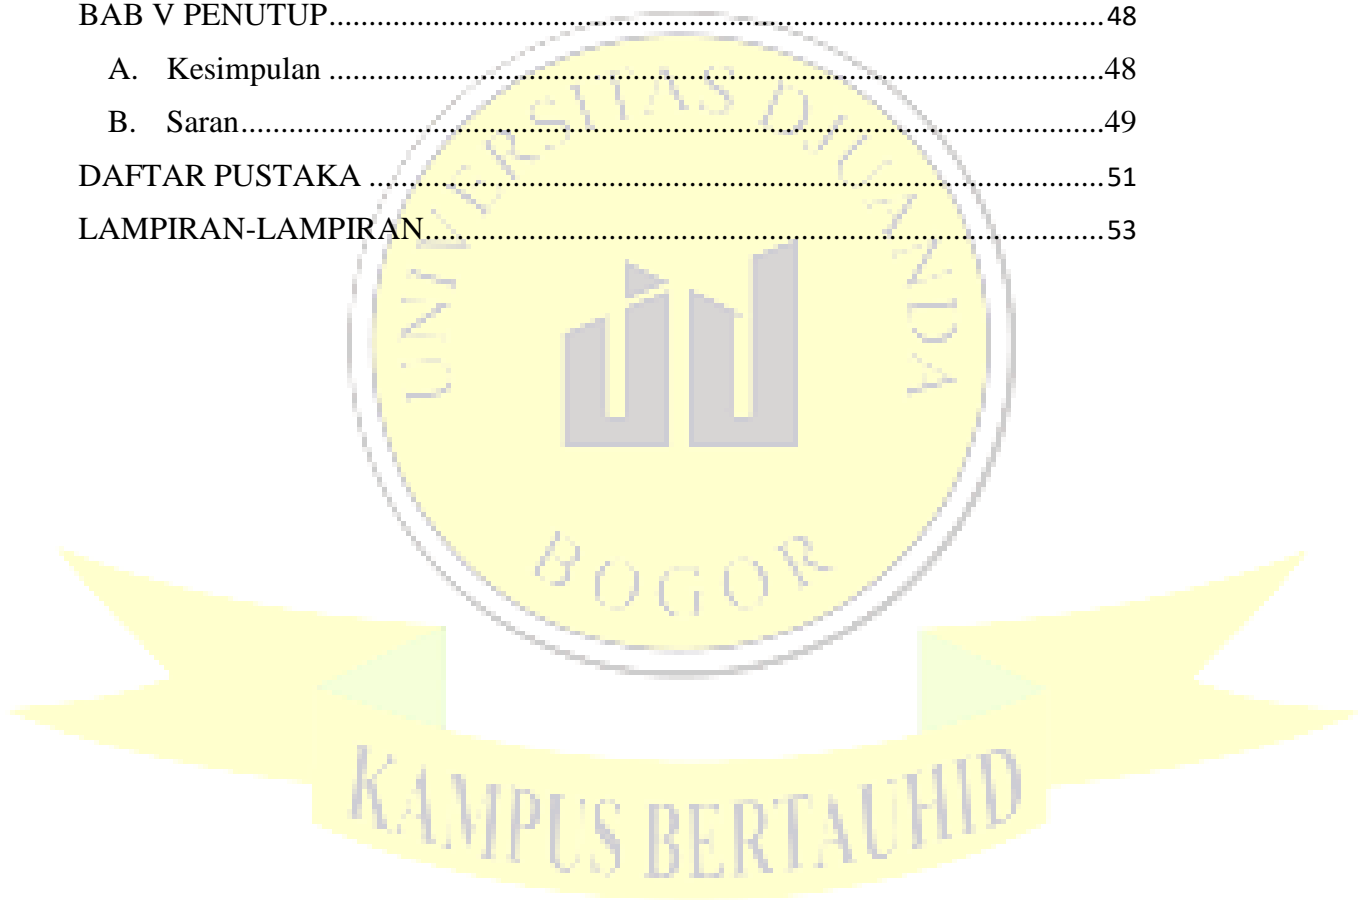 BAB V PENUTUP........................................................................................................ 48
A. Kesimpulan ........................................................................................................48
B. Saran...................................................................................................................49
DAFTAR PUSTAKA .................................................................................................. 51
LAMPIRAN-LAMPIRAN........................................................................................... 53
UNIVERSITAS DJUANDA
BOGOR
KAMPUS BERTAUHID